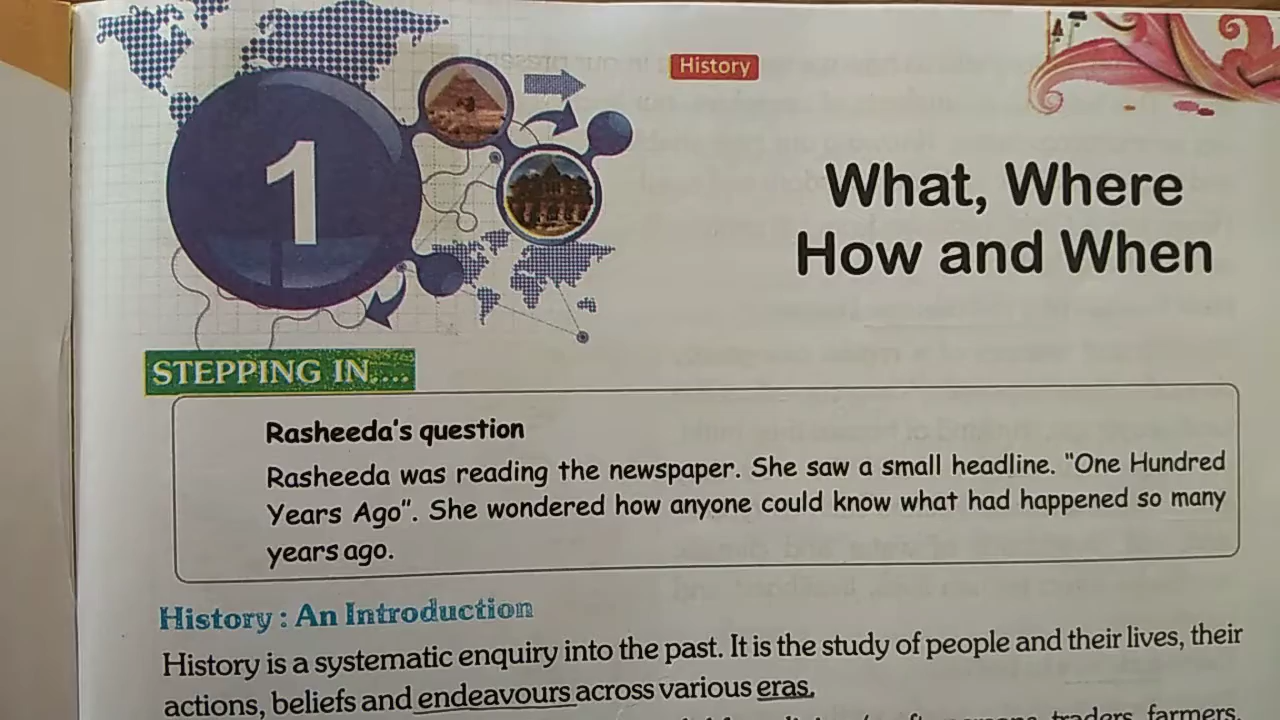 History
1
What, Where
How and When
STEPPING IN....
Rasheeda's question
Rasheeda was reading the newspaper. She saw a small headline. "One Hundred
Years Ago". She wondered how anyone could know what had happened so many
years ago.
History : An Introduction
History is a systematic enquiry into the past. It is the study of people and their lives, their
actions, beliefs and endeavours across various eras.
traders, farmers,